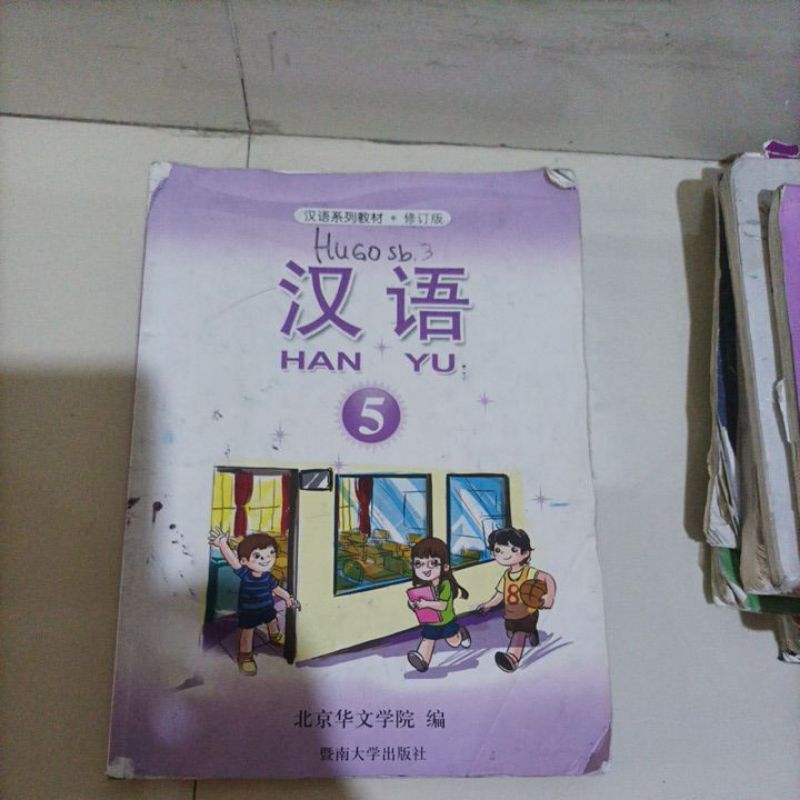 汉语系列教材 • 修订版
HUGO sb.3
汉语
HAN YU
5
8
北京华文学院 编
暨南大学出版社